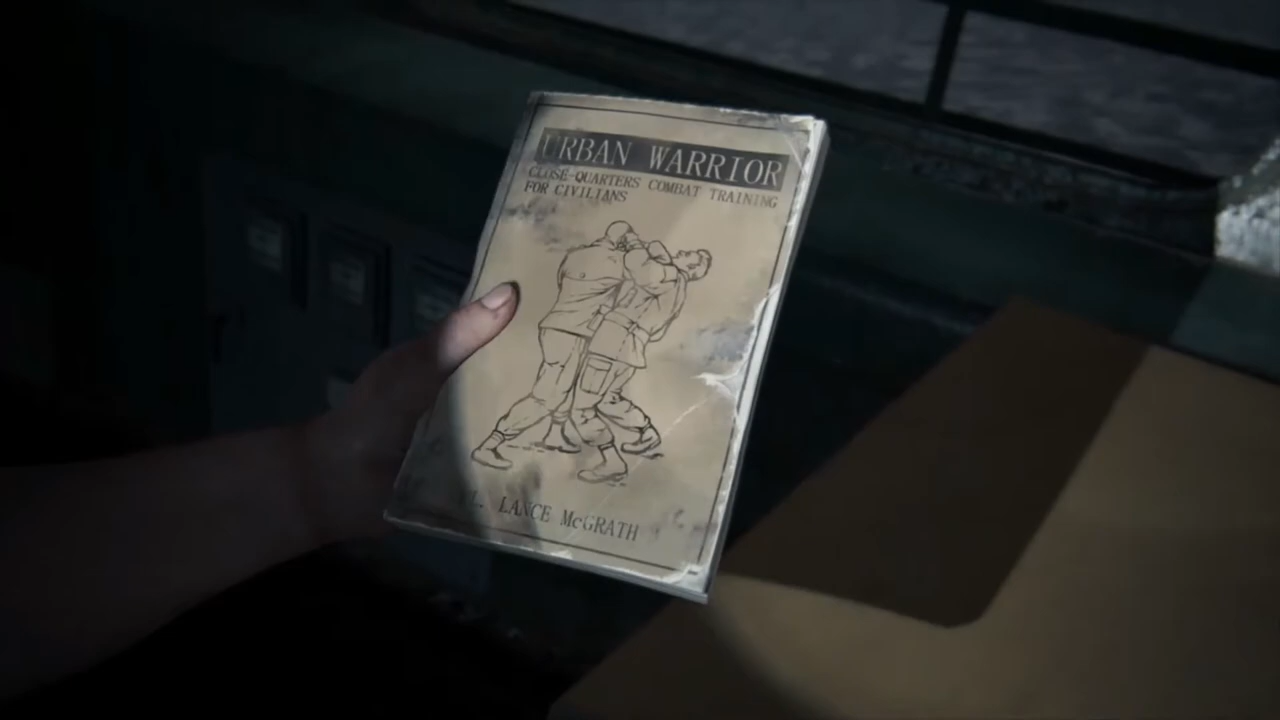 URBAN WARRIOR
CLOSE-QUARTERS COMBAT TRAINING
FOR CIVILIANS
LANCE McGRATH